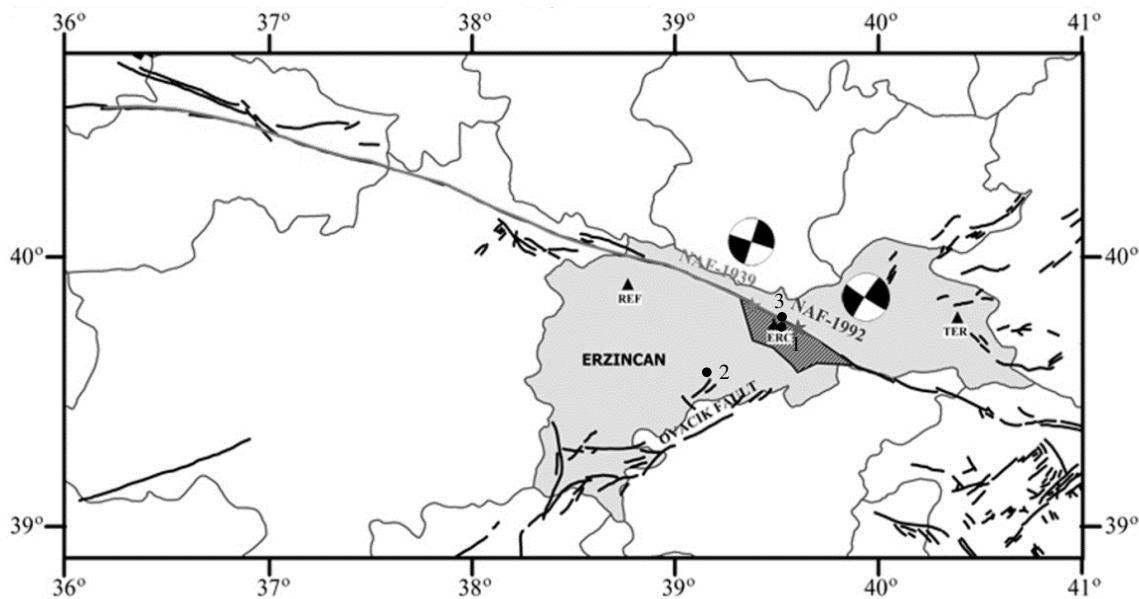 36° 37° 38° 39° 40° 41°
40° 40°
NAF-1939
REF
3
NAF-1992
ERC
1
TER
ERZINCAN
2
OVACIK FAULT
39° 39°
36° 37° 38° 39° 40° 41°